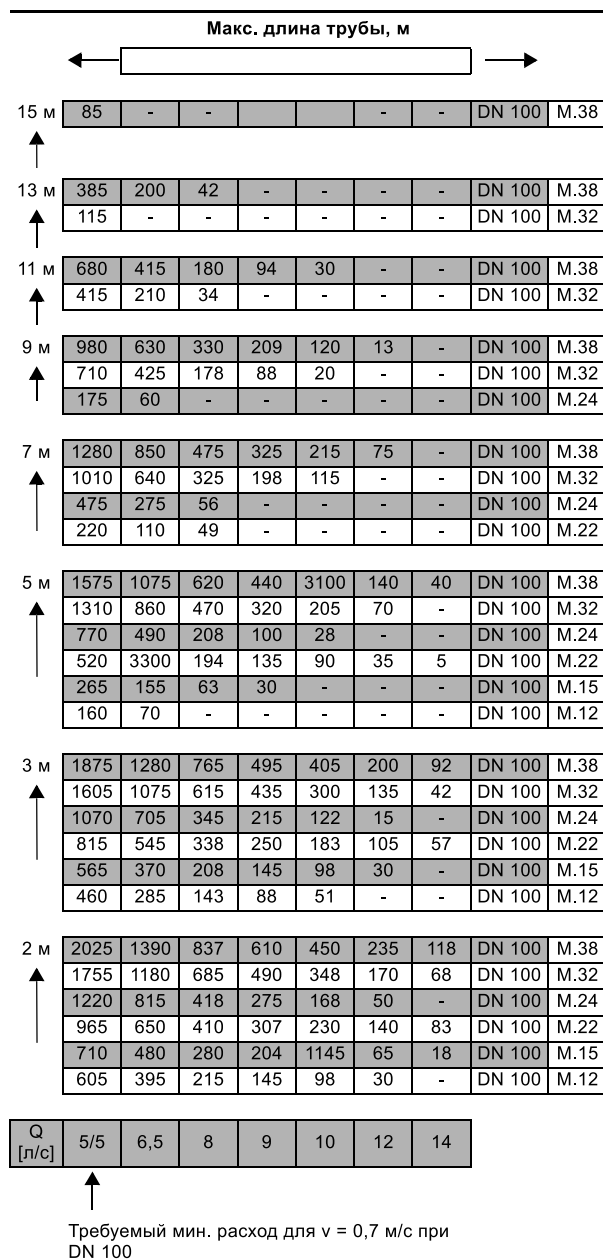 Макс. длина трубы, м
15 м 85 - - - - DN 100 M.38
13 м 385 200 42 - - - - DN 100 M.38
115 - - - - - - DN 100 M.32
11 м 680 415 180 94 30 - - DN 100 M.38
415 210 34 - - - - DN 100 M.32
9 м 980 630 330 209 120 13 - DN 100 M.38
710 425 178 88 20 - - DN 100 M.32
175 60 - - - - - DN 100 M.24
7 м 1280 850 475 325 215 75 - DN 100 M.38
1010 640 325 198 115 - - DN 100 M.32
475 275 56 - - - - DN 100 M.24
220 110 49 - - - - DN 100 M.22
5 м 1575 1075 620 440 3100 140 40 DN 100 M.38
1310 860 470 320 205 70 - DN 100 M.32
770 490 208 100 28 - - DN 100 M.24
520 3300 194 135 90 35 5 DN 100 M.22
265 155 63 30 - - - DN 100 M.15
160 70 - - - - - DN 100 M.12
3 м 1875 1280 765 495 405 200 92 DN 100 M.38
1605 1075 615 435 300 135 42 DN 100 M.32
1070 705 345 215 122 15 - DN 100 M.24
815 545 338 250 183 105 57 DN 100 M.22
565 370 208 145 98 30 - DN 100 M.15
460 285 143 88 51 - - DN 100 M.12
2 м 2025 1390 837 610 450 235 118 DN 100 M.38
1755 1180 685 490 348 170 68 DN 100 M.32
1220 815 418 275 168 50 - DN 100 M.24
965 650 410 307 230 140 83 DN 100 M.22
710 480 280 204 1145 65 18 DN 100 M.15
605 395 215 145 98 30 - DN 100 M.12
Q [л/с] 5/5 6,5 8 9 10 12 14
Требуемый мин. расход для v = 0,7 м/с при
DN 100